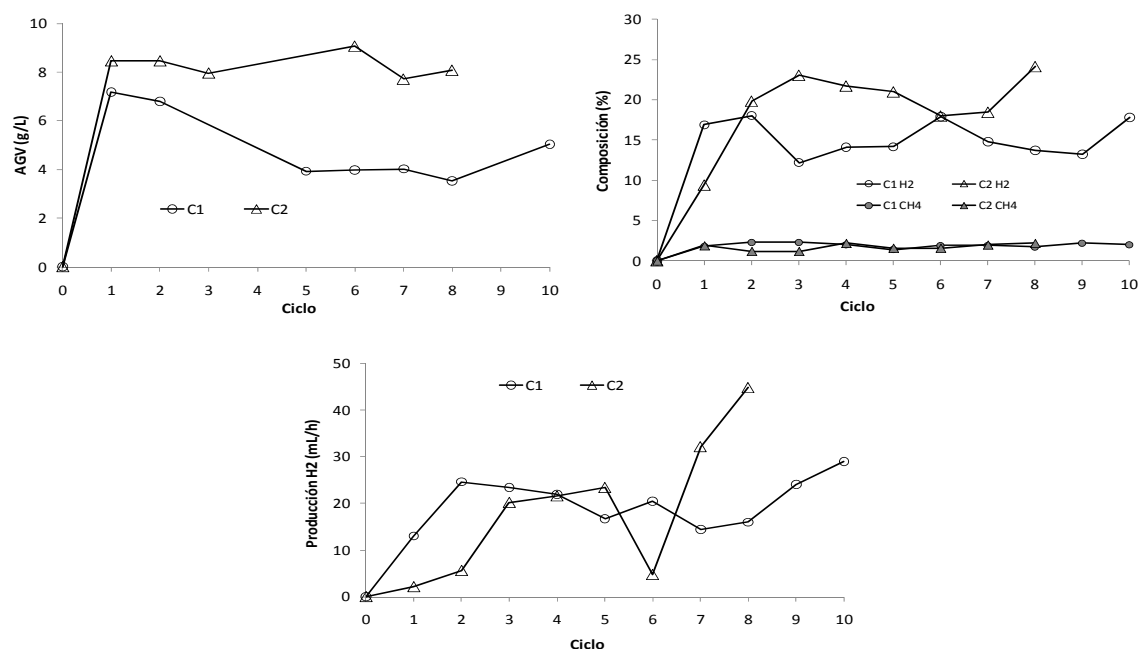 10
8
6
4
2
0
AGV (g/L)
C1 C2
0 1 2 3 4 5 6 7 8 9 10
Ciclo
30
25
20
15
10
5
0
Composición (%)
C1 H2 C2 H2
C1 CH4 C2 CH4
0 1 2 3 4 5 6 7 8 9 10
Ciclo
50
40
30
20
10
0
Producción H2 (mL/h)
C1 C2
0 1 2 3 4 5 6 7 8 9 10
Ciclo